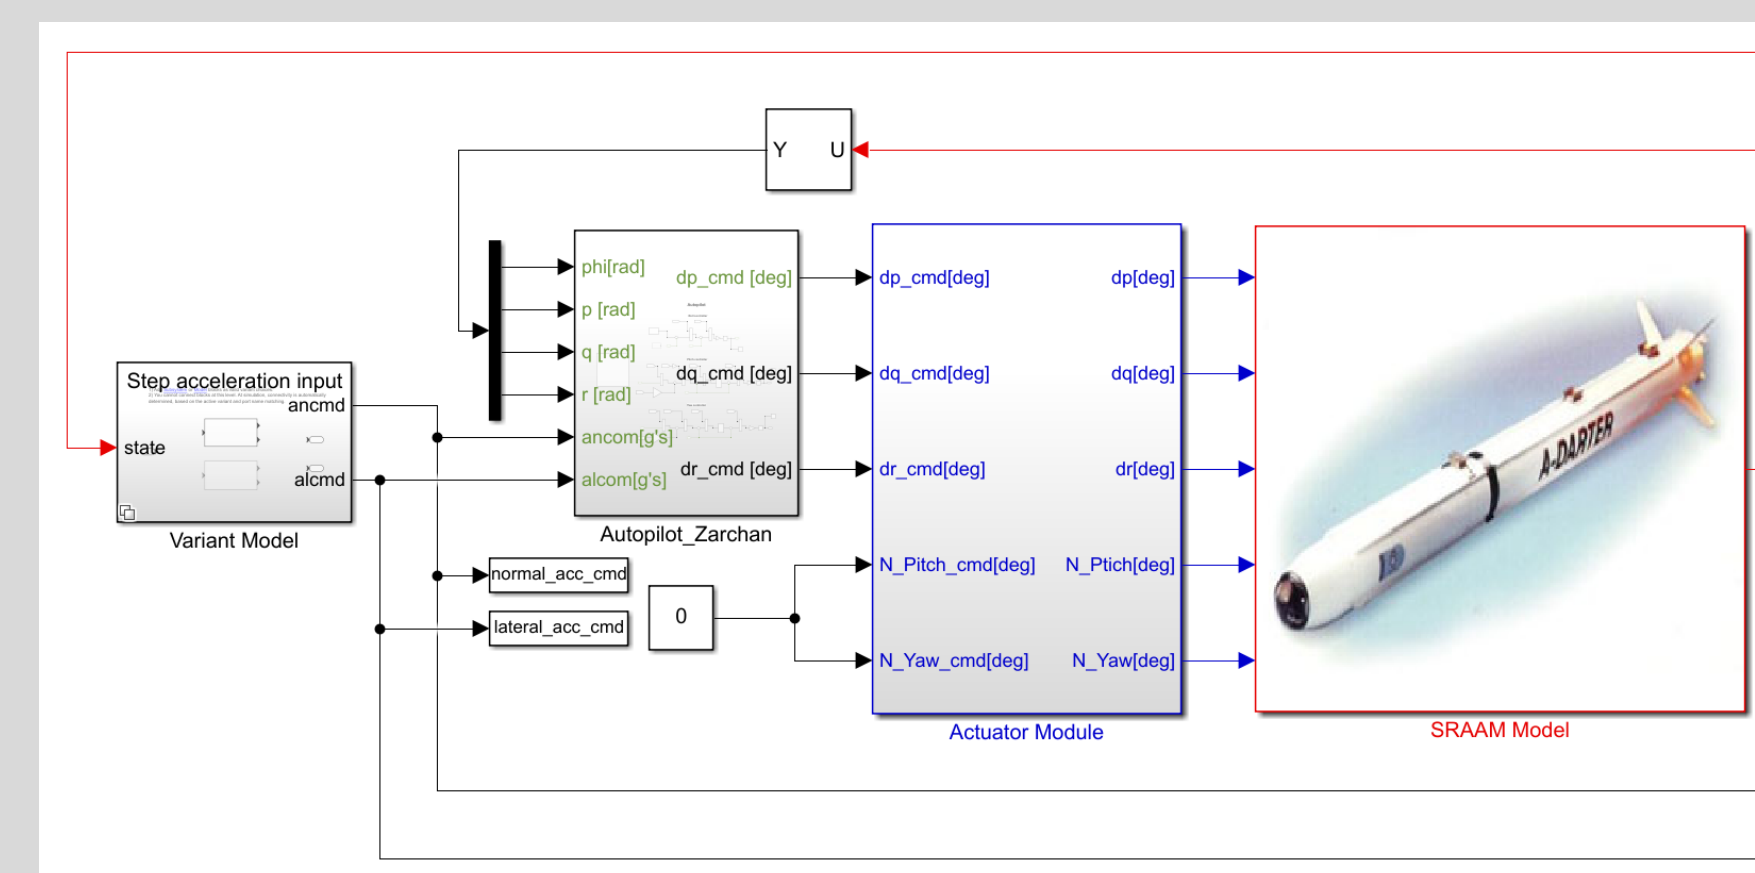 Y
U
phi[rad]
p [rad]
q [rad]
r [rad]
ancom[g's]
alcom[g's]
dp_cmd [deg]
dq_cmd [deg]
dr_cmd [deg]
Autopilot_Zarchan
Step acceleration input
ancmd
state
alcmd
Variant Model
normal_acc_cmd
lateral_acc_cmd
0
dp_cmd[deg]
dq_cmd[deg]
dr_cmd[deg]
N_Pitch_cmd[deg]
N_Yaw_cmd[deg]
dp[deg]
dq[deg]
dr[deg]
N_Ptich[deg]
N_Yaw[deg]
Actuator Module
A-DARTER
SRAAM Model